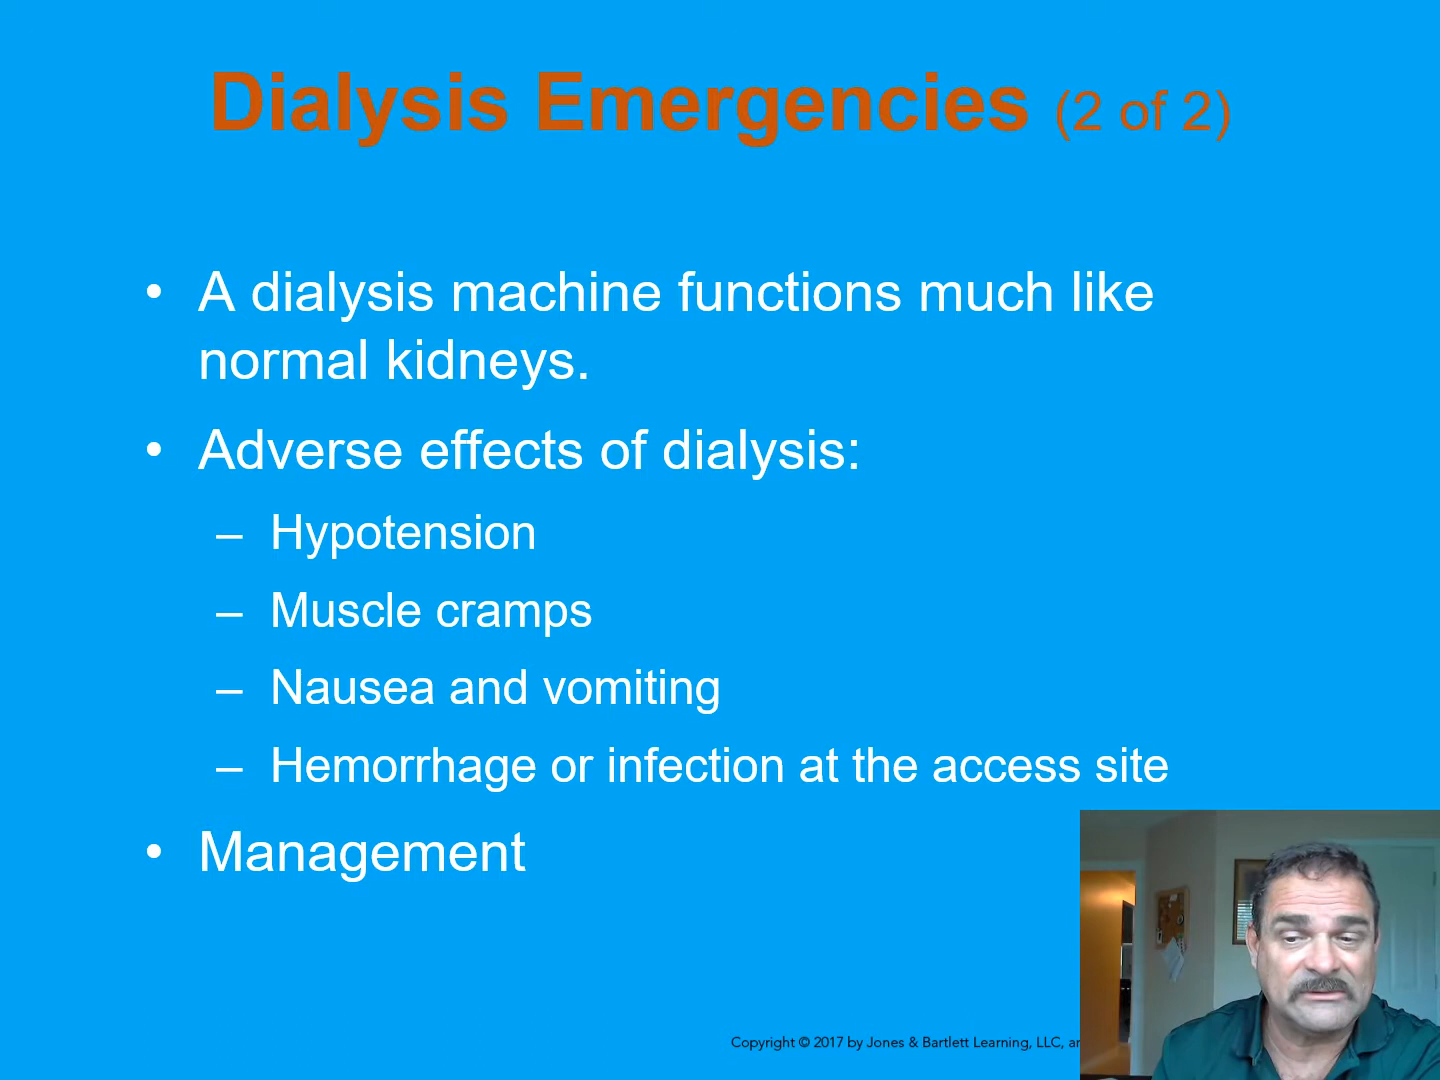 Dialysis Emergencies (2 of 2)
• A dialysis machine functions much like
normal kidneys.
• Adverse effects of dialysis:
– Hypotension
– Muscle cramps
– Nausea and vomiting
– Hemorrhage or infection at the access site
• Management
Copyright © 2017 by Jones & Bartlett Learning, LLC,